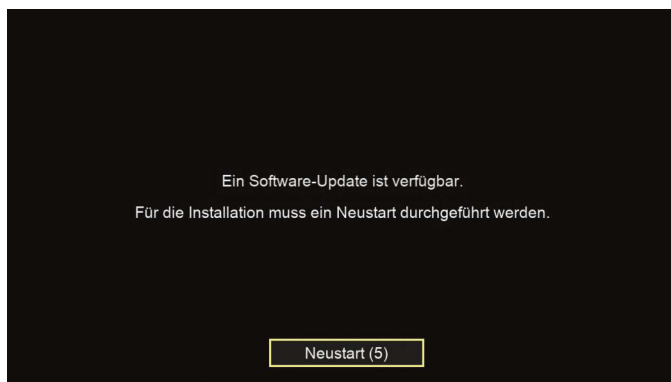 Ein Software-Update ist verfügbar.
Für die Installation muss ein Neustart durchgeführt werden.
Neustart (5)